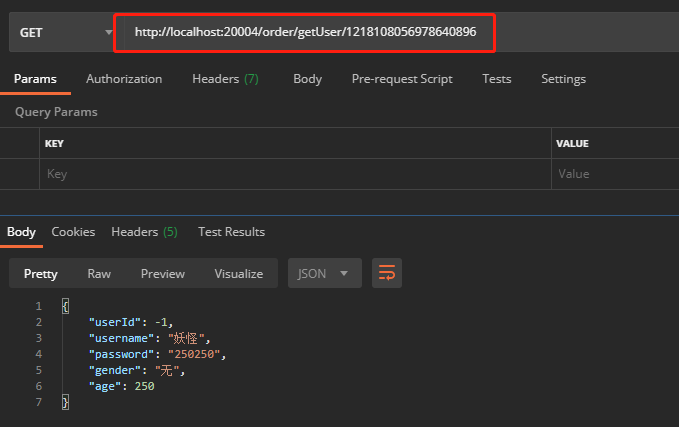 GET http://localhost:20004/order/getUser/1218108056978640896
Params Authorization Headers (7) Body Pre-request Script Tests Settings
Query Params
KEY VALUE
Key Value
Body Cookies Headers (5) Test Results
Pretty Raw Preview Visualize JSON
1 {
2 "userId": -1,
3 "username": "妖怪",
4 "password": "250250",
5 "gender": "无",
6 "age": 250
7 }